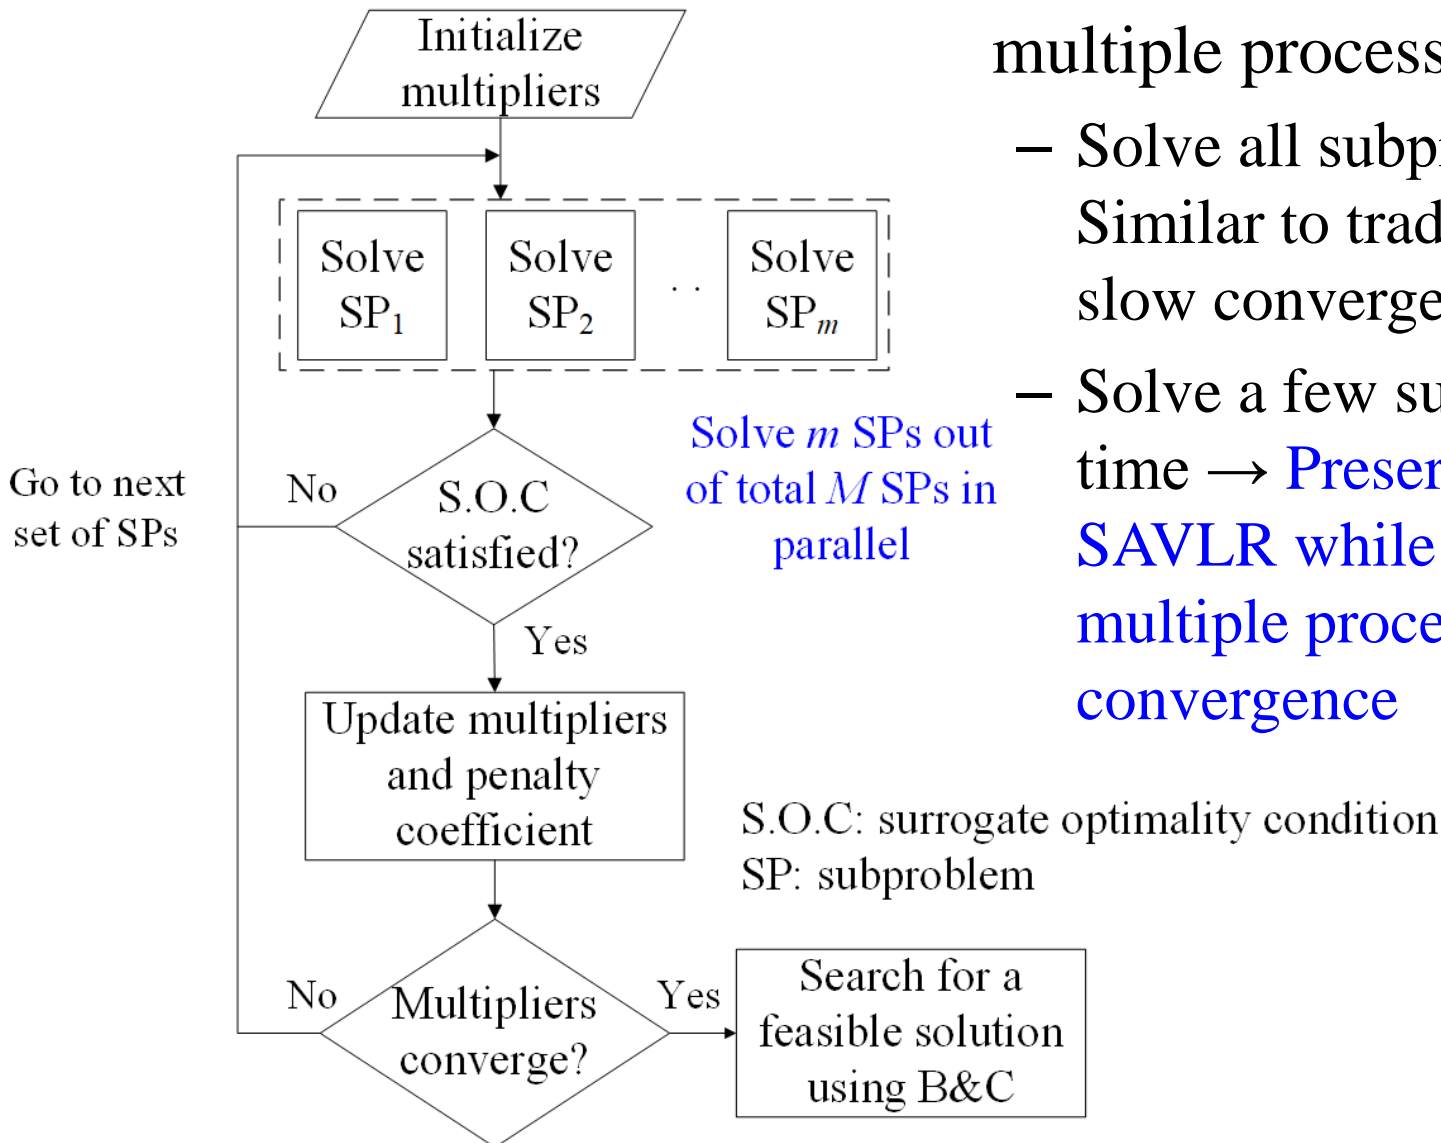 Initialize
multipliers
Solve
SP1
Solve
SP2
. .
Solve
SPm
Go to next
set of SPs
No
S.O.C
satisfied?
Solve m SPs out
of total M SPs in
parallel
Yes
Update multipliers
and penalty
coefficient
S.O.C: surrogate optimality condition
SP: subproblem
No
Multipliers
converge?
Yes
Search for a
feasible solution
using B&C
multiple process
– Solve all subp
Similar to trad
slow converge
– Solve a few su
time → Preser
SAVLR while
multiple proce
convergence